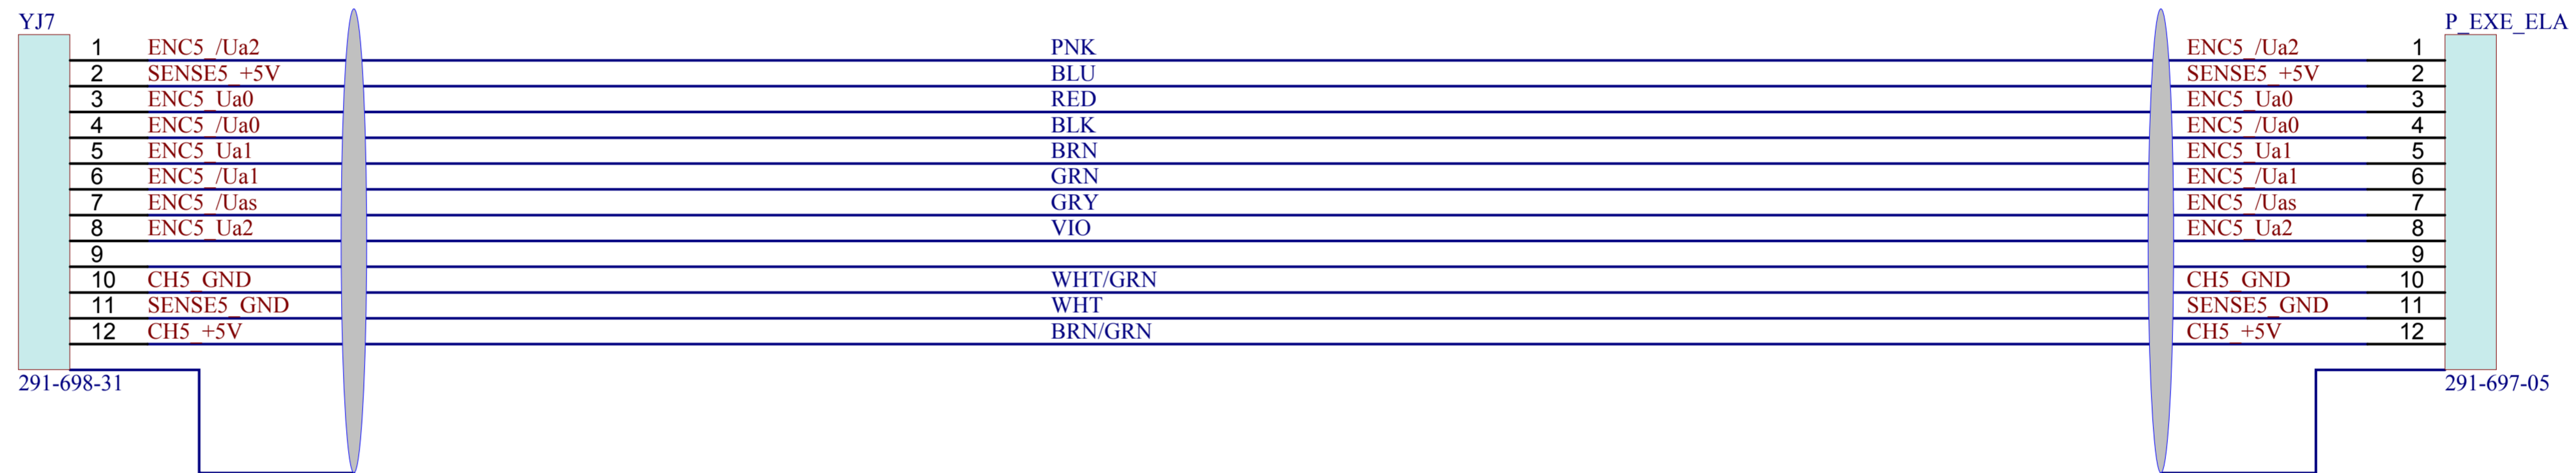 YJ7 P_EXE_ELA
1 ENC5_/Ua2 PNK ENC5_/Ua2 1
2 SENSE5_+5V BLU SENSE5_+5V 2
3 ENC5_Ua0 RED ENC5_Ua0 3
4 ENC5_/Ua0 BLK ENC5_/Ua0 4
5 ENC5_Ua1 BRN ENC5_Ua1 5
6 ENC5_/Ua1 GRN ENC5_/Ua1 6
7 ENC5_/Uas GRY ENC5_/Uas 7
8 ENC5_Ua2 VIO ENC5_Ua2 8
9 9
10 CH5_GND WHT/GRN CH5_GND 10
11 SENSE5_GND WHT SENSE5_GND 11
12 CH5_+5V BRN/GRN CH5_+5V 12
291-698-31 291-697-05